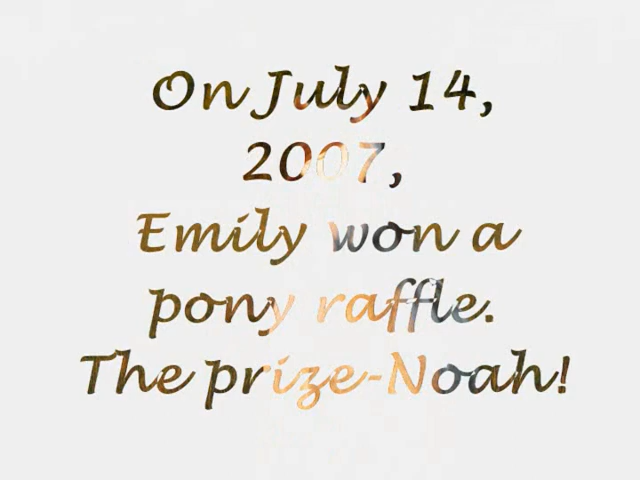 On July 14,
2007,
Emily won a
pony raffle.
The prize-Noah!